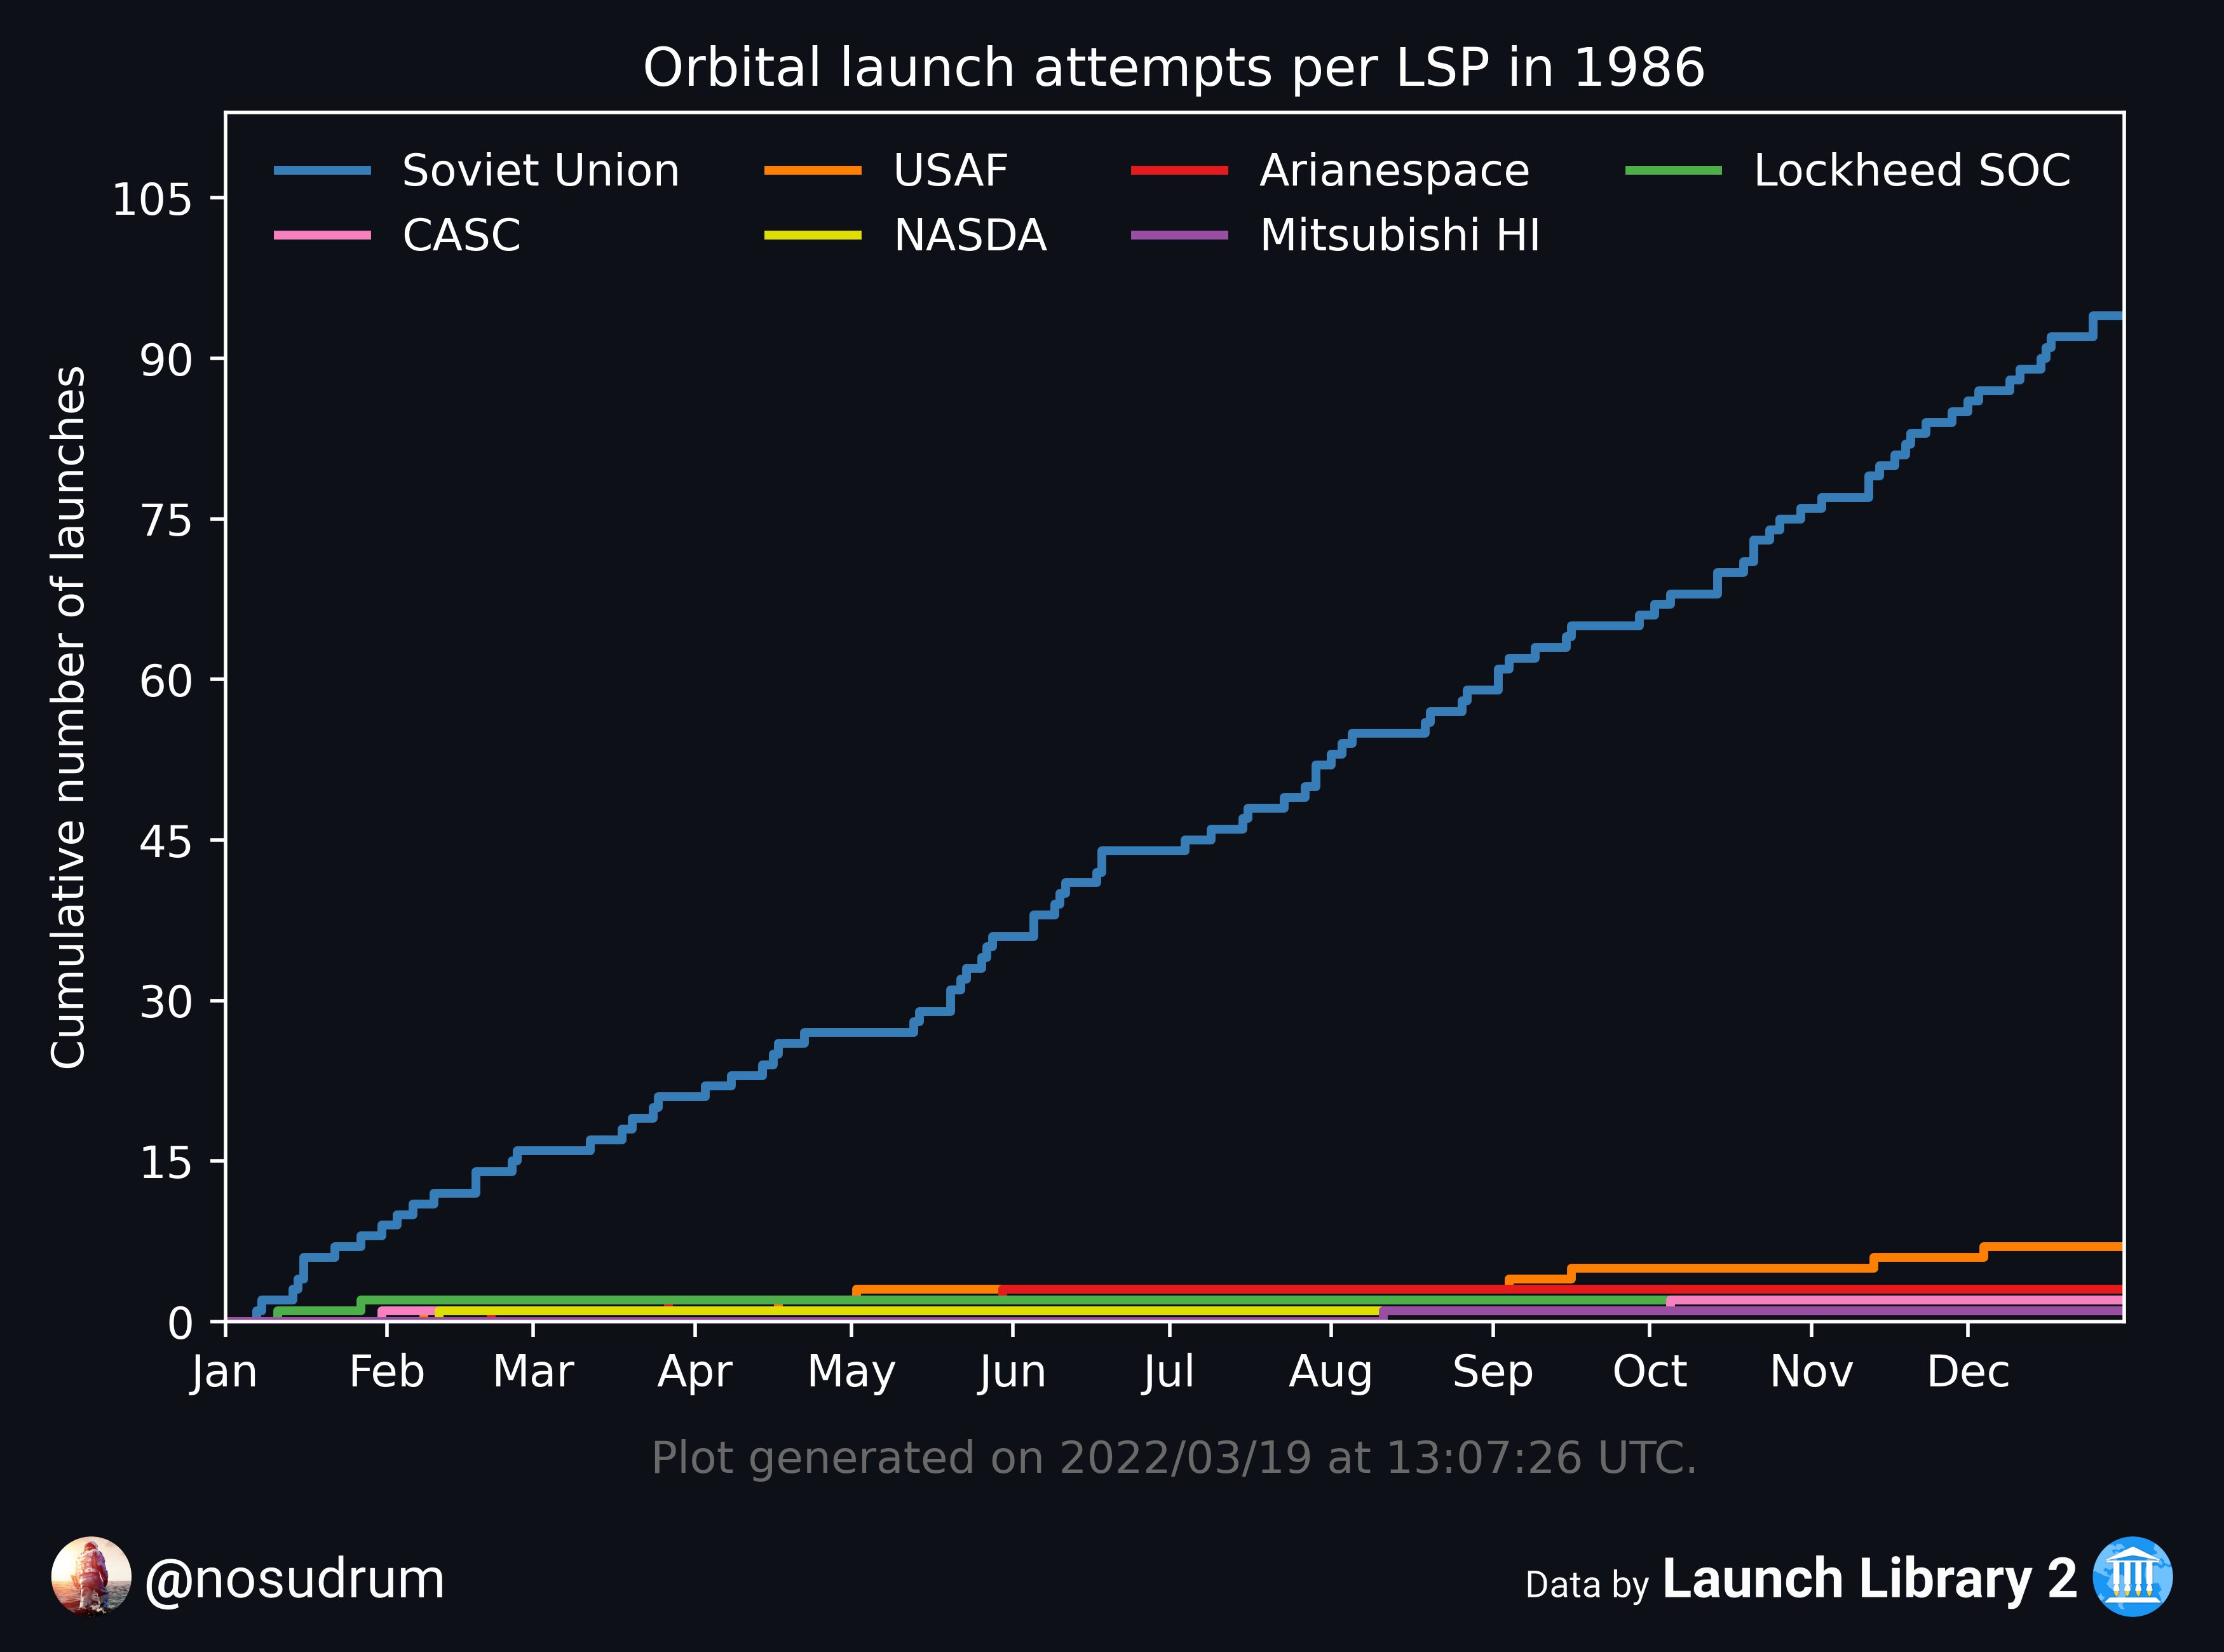 Orbital launch attempts per LSP in 1986
Soviet Union USAF Arianespace Lockheed SOC
CASC NASDA Mitsubishi HI
Cumulative number of launches
105
90
75
60
45
30
15
0
Jan Feb Mar Apr May Jun Jul Aug Sep Oct Nov Dec
Plot generated on 2022/03/19 at 13:07:26 UTC.
@nosudrum
Data by Launch Library 2